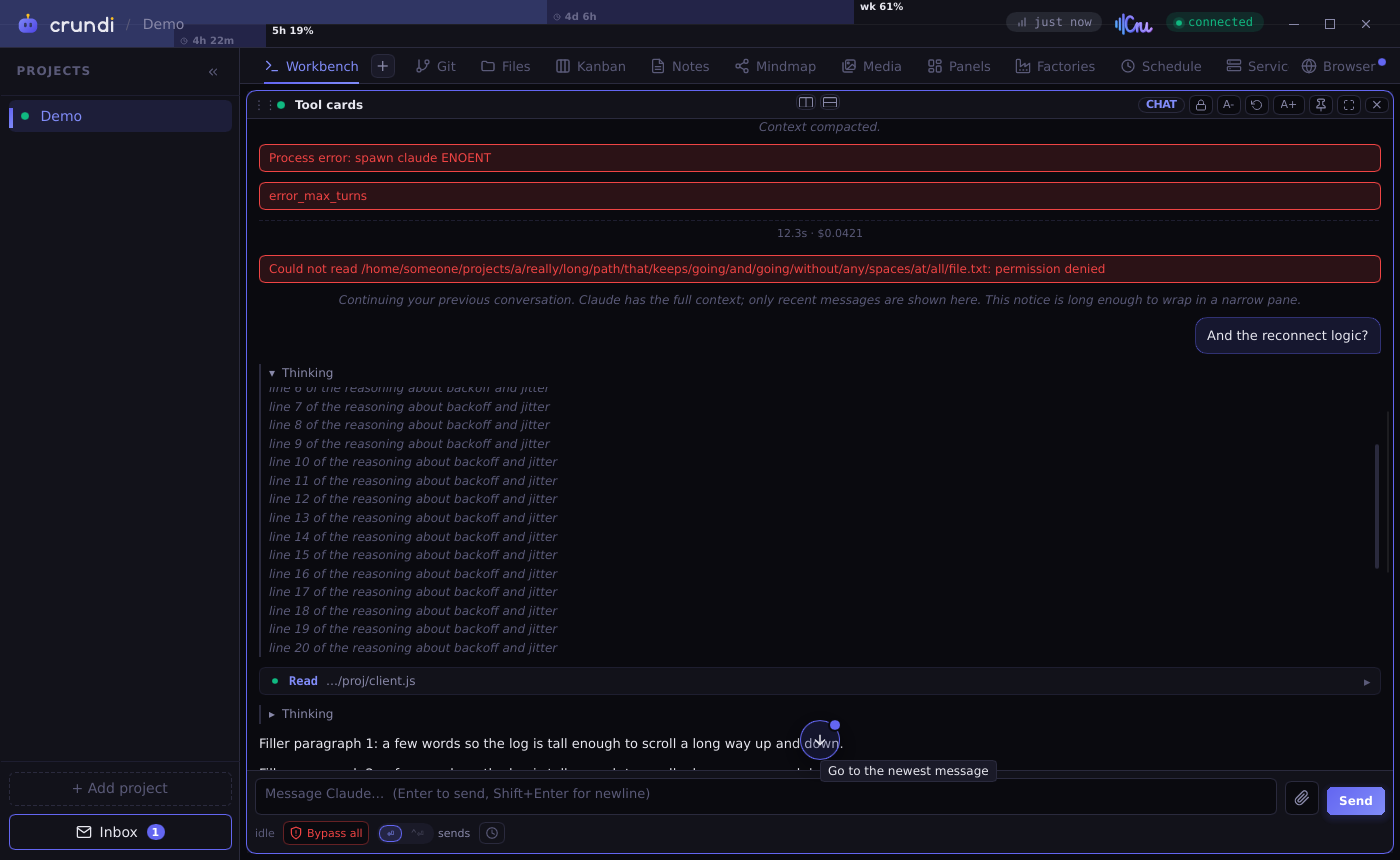 crundi / Demo
4h 22m
5h 19%
4d 6h
wk 61%
just now
Cru
connected
PROJECTS «
Demo
+ Add project
Inbox 1
Workbench + Git Files Kanban Notes Mindmap Media Panels Factories Schedule Servic Browser
Tool cards
CHAT A- A+
Context compacted.
Process error: spawn claude ENOENT
error_max_turns
12.3s · $0.0421
Could not read /home/someone/projects/a/really/long/path/that/keeps/going/and/going/without/any/spaces/at/all/file.txt: permission denied
Continuing your previous conversation. Claude has the full context; only recent messages are shown here. This notice is long enough to wrap in a narrow pane.
And the reconnect logic?
▾ Thinking
line 6 of the reasoning about backoff and jitter
line 7 of the reasoning about backoff and jitter
line 8 of the reasoning about backoff and jitter
line 9 of the reasoning about backoff and jitter
line 10 of the reasoning about backoff and jitter
line 11 of the reasoning about backoff and jitter
line 12 of the reasoning about backoff and jitter
line 13 of the reasoning about backoff and jitter
line 14 of the reasoning about backoff and jitter
line 15 of the reasoning about backoff and jitter
line 16 of the reasoning about backoff and jitter
line 17 of the reasoning about backoff and jitter
line 18 of the reasoning about backoff and jitter
line 19 of the reasoning about backoff and jitter
line 20 of the reasoning about backoff and jitter
Read …/proj/client.js ▸
▸ Thinking
Filler paragraph 1: a few words so the log is tall enough to scroll a long way up and down.
Go to the newest message
Message Claude… (Enter to send, Shift+Enter for newline)
Send
idle Bypass all ⏎ ^⏎ sends